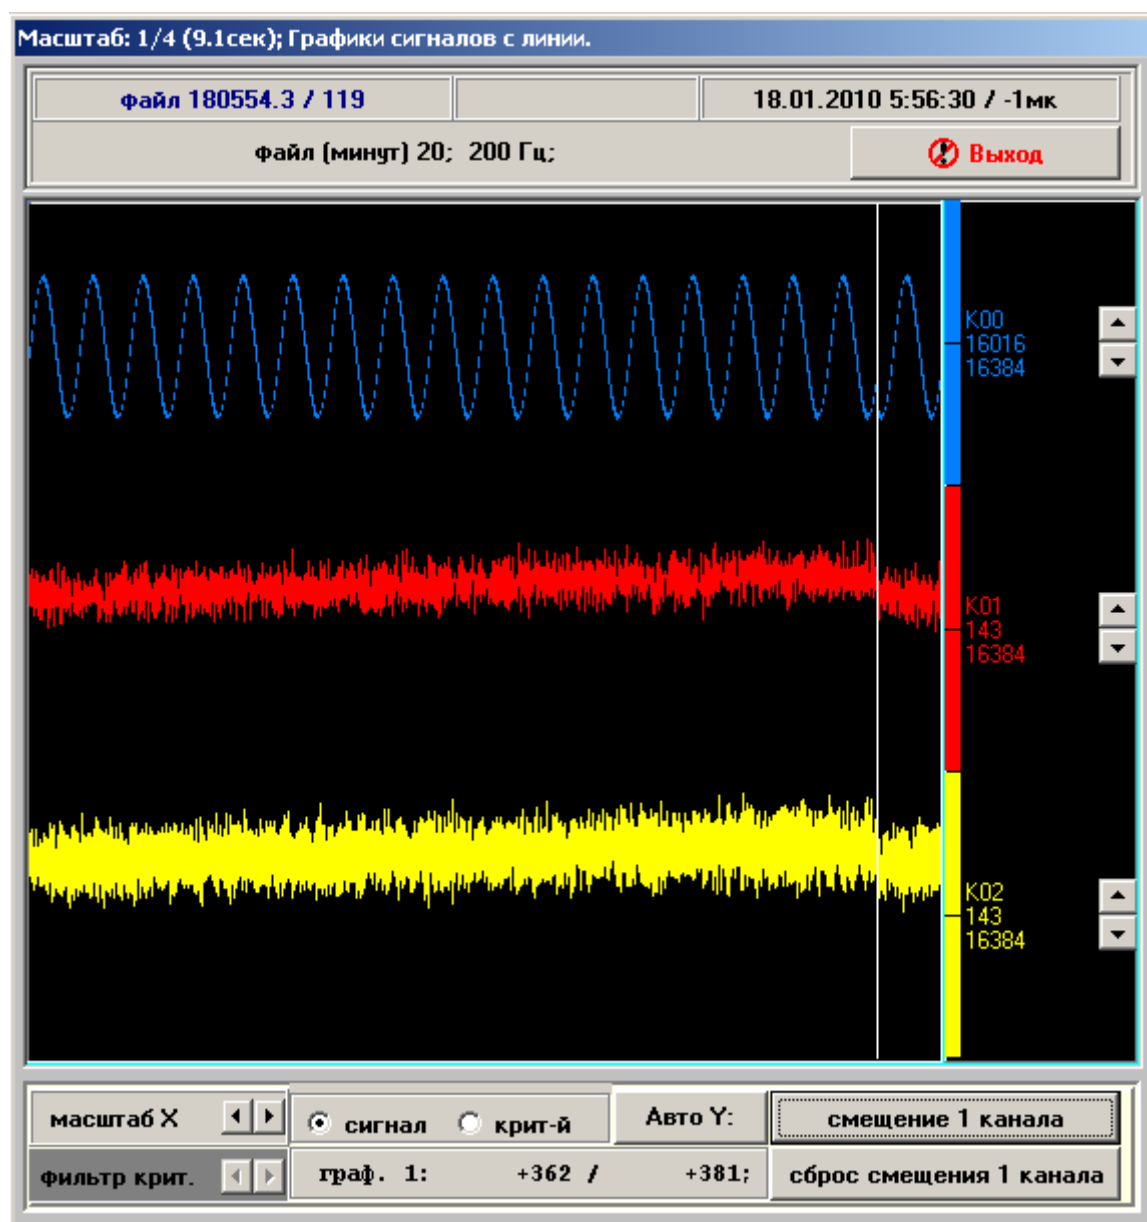 Масштаб: 1/4 (9.1сек); Графики сигналов с линии.
файл 180554.3 / 119
18.01.2010 5:56:30 / -1мк
файл (минут) 20; 200 Гц;
Выход
K00
16016
16384
K01
143
16384
K02
143
16384
масштаб X
сигнал
крит-й
Авто Y:
смещение 1 канала
фильтр крит.
граф. 1: +362 / +381;
сброс смещения 1 канала